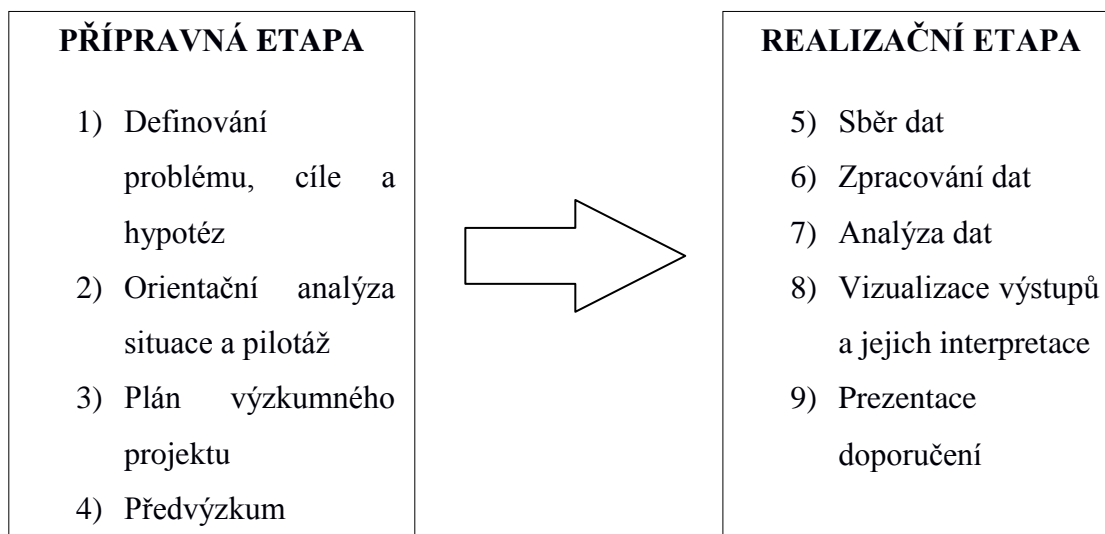 PŘÍPRAVNÁ ETAPA
1) Definování
problému, cíle a
hypotéz
2) Orientační analýza
situace a pilotáž
3) Plán výzkumného
projektu
4) Předvýzkum
REALIZAČNÍ ETAPA
5) Sběr dat
6) Zpracování dat
7) Analýza dat
8) Vizualizace výstupů
a jejich interpretace
9) Prezentace
doporučení